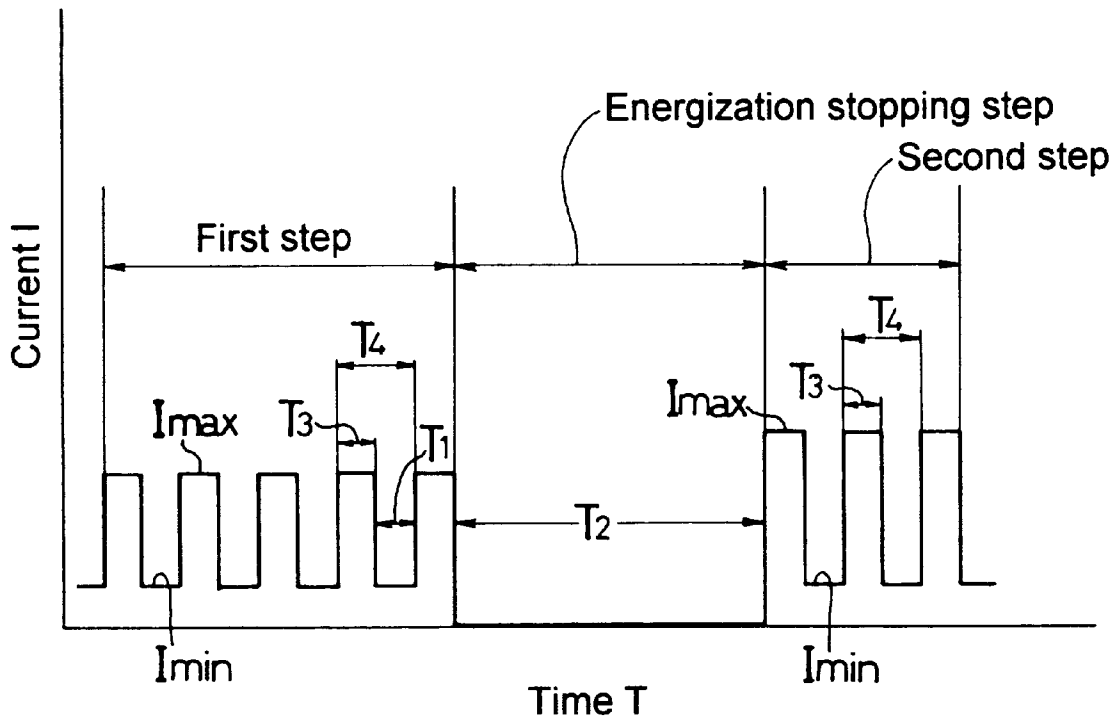 Energization stopping step
Second step
First step
Current I
T4
T4
T3
Imax
Imax
T3
T1
T2
Imin
Imin
Time T